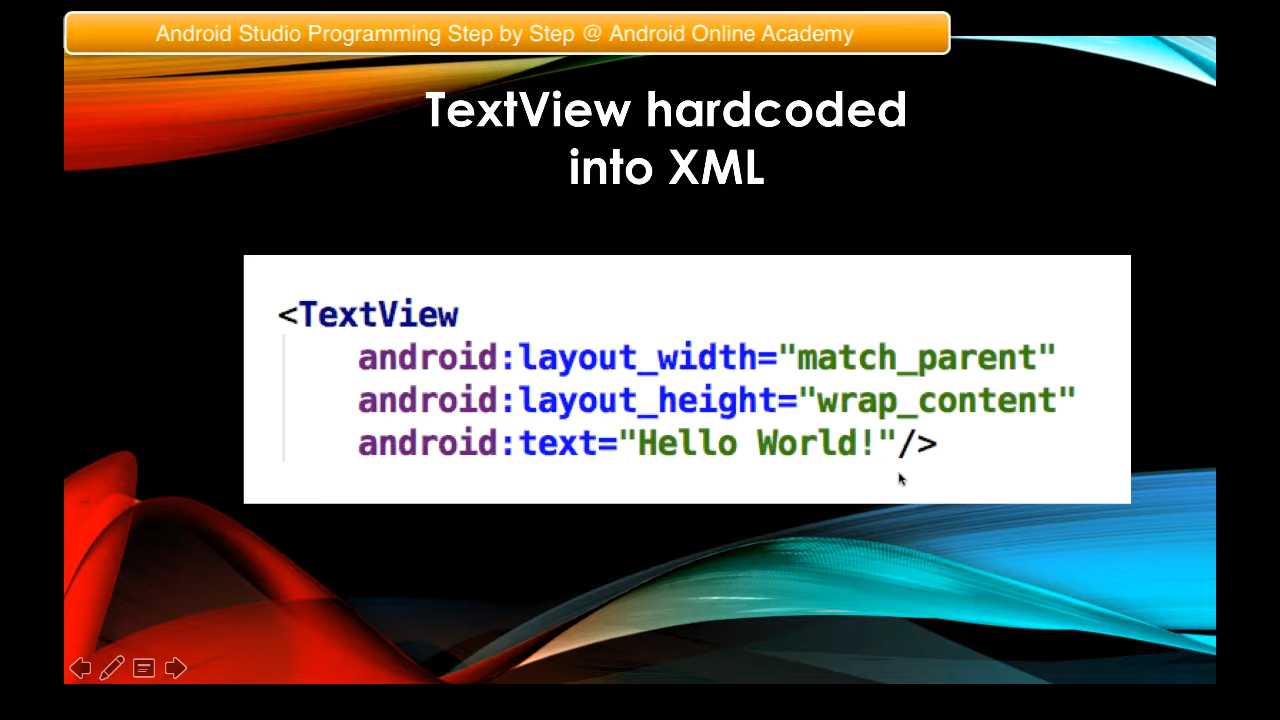 Android Studio Programming Step by Step @ Android Online Academy
TextView hardcoded
into XML
<TextView
android:layout_width="match_parent"
android:layout_height="wrap_content"
android:text="Hello World!"/>